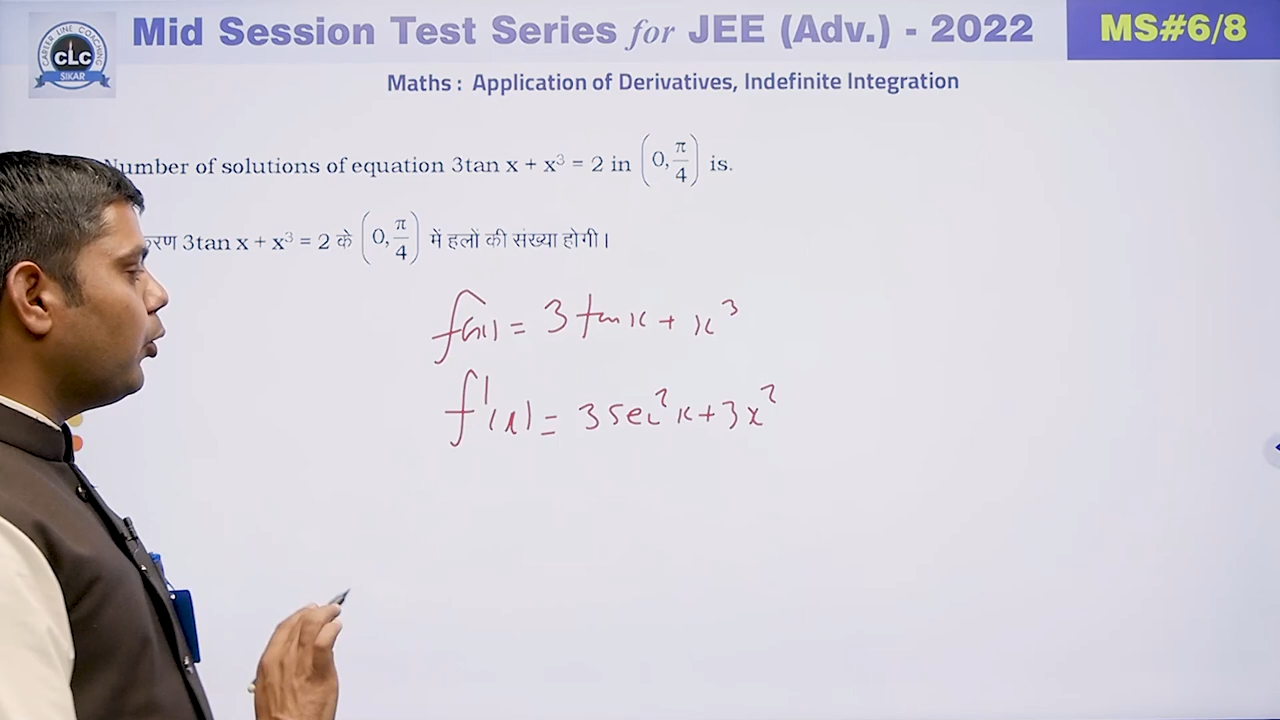 Mid Session Test Series for JEE (Adv.) - 2022
MS#6/8
CAREER LINE COACHING
CLC
SIKAR
Maths : Application of Derivatives, Indefinite Integration
Number of solutions of equation 3tan x + x³ = 2 in (0, π/4) is.
3tan x + x³ = 2 के (0, π/4) में हलों की संख्या होगी।
f(x) = 3 tan x + x³
f'(x) = 3 sec² x + 3x²